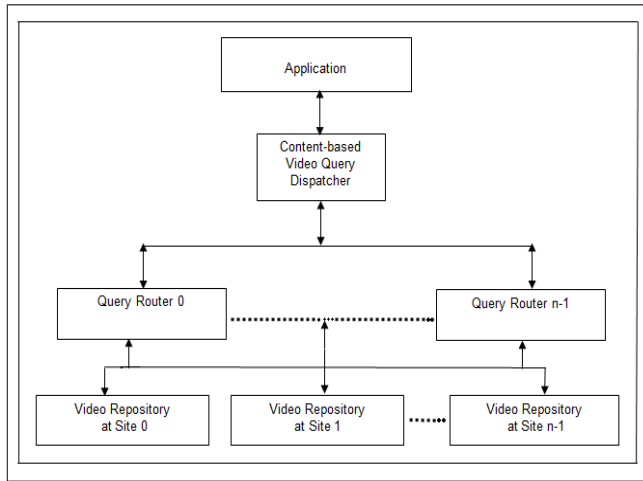 Application
Content-based
Video Query
Dispatcher
Query Router 0
Query Router n-1
Video Repository
at Site 0
Video Repository
at Site 1
Video Repository
at Site n-1